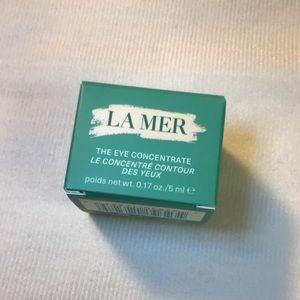 LA MER
THE EYE CONCENTRATE
LE CONCENTRÉ CONTOUR
DES YEUX
poids net wt. 0.17 oz./5 ml ℮